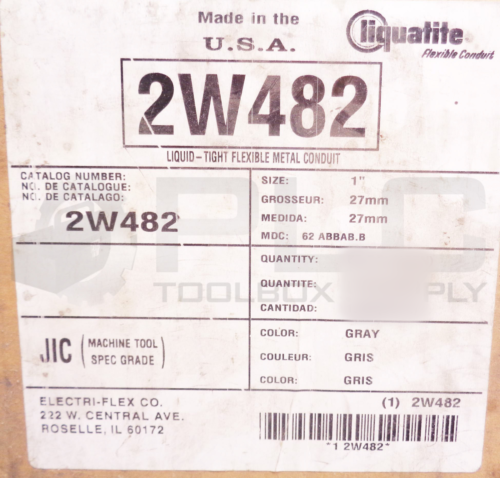 Made in the
U.S.A.
liquatite
Flexible Conduit
2W482
LIQUID-TIGHT FLEXIBLE METAL CONDUIT
CATALOG NUMBER:
NO. DE CATALOGUE:
NO. DE CATALAGO:
2W482
SIZE: 1"
GROSSEUR: 27mm
MEDIDA: 27mm
MDC: 62 ABBAB.B
QUANTITY:
QUANTITE:
CANTIDAD:
PLC
TOOLBOX PLY
JIC (MACHINE TOOL
SPEC GRADE)
COLOR: GRAY
COULEUR: GRIS
COLOR: GRIS
ELECTRI-FLEX CO.
222 W. CENTRAL AVE.
ROSELLE, IL 60172
(1) 2W482
*1 2W482*